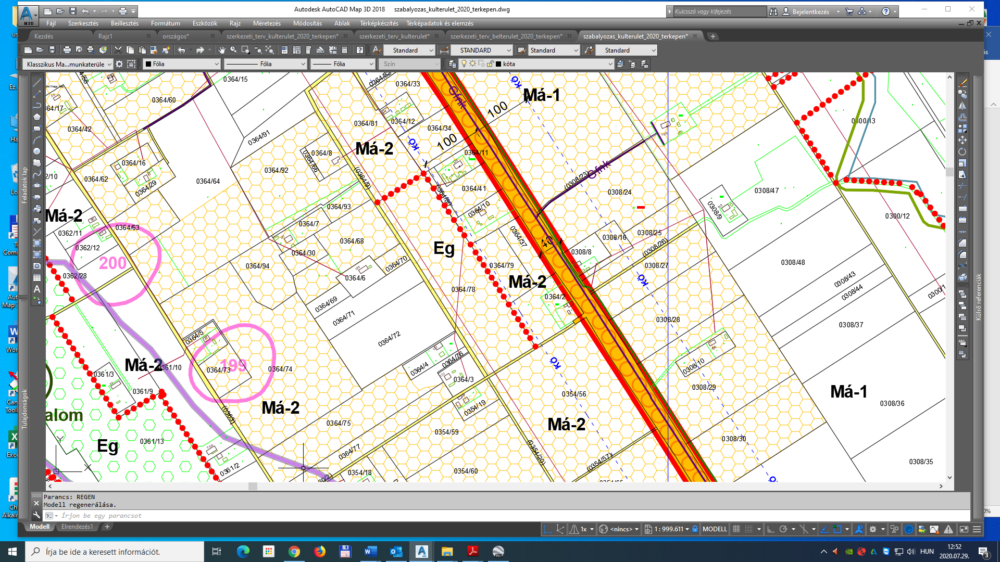 Autodesk AutoCAD Map 3D 2018 szabalyozas_kulterulet_2020_terkepen.dwg
Kulcsszó vagy kifejezés
Bejelentkezés
M3D
Fájl Szerkesztés Beillesztés Formátum Eszközök Rajz Méretezés Módosítás Ablak Térképkészítés Térképadatok és elemzés
Kezdés Rajz1 országos* szerkezeti_terv_kulterulet_2020_terkepen* szerkezeti_terv_kulterulet* szerkezeti_terv_belterulet_2020_terkepen* szabalyozas_kulterulet_2020_terkepen*
Standard STANDARD Standard Standard
Klasszikus Ma...munkaterüle Fólia Fólia Fólia Szín kóta
Feladatok lap
Tulajdonságok
Külső referenciák
0364/15
0364/33
Má-1
0364/60
0364/42
0364/91
0364/81
0364/12
0364/34
100
100
Gfnk
KÖ
0300/13
0364/16
0364/62
0364/29
0364/64
0364/92
0364/8
0364/66
Má-2
(0364/9)
KÖ
0364/11
0364/41
0364/10
0364/80
(0308/23)
Gfnk
0308/24
0308/47
0308/9
0300/12
Má-2
0364/63
0362/11
0362/12
200
0362/28
0364/93
0364/7
0364/68
0364/30
0364/94
0364/70
0364/6
0364/69
0364/71
0364/72
Eg
0364/37
0364/79
0364/78
Má-2
0364/2
0308/8
0308/16
0308/25
(0308/26)
0308/27
KÖ
0308/28
0308/48
0308/43
0308/44
0308/37
0364/5
199
0364/73
0364/74
Má-2
0361/10
0361/3
0361/9
0364/4
0364/76
0364/3
0354/19
KÖ
0354/56
0308/10
0308/29
Má-1
0308/36
Má-2
(0363)
0364/75
0354/59
Má-2
0308/30
alom
Eg
0361/13
0361/2
0364/77
0354/18
0354/60
(0354/20)
(0354/57)
0308/35
Y
X
Parancs: REGEN
Modell regenerálása.
Írjon be egy parancsot
Modell Elrendezés1 +
1x <nincs> 1 : 999.611 MODELL
Írja be ide a keresett információt.
HUN
12:52
2020.07.29.
3